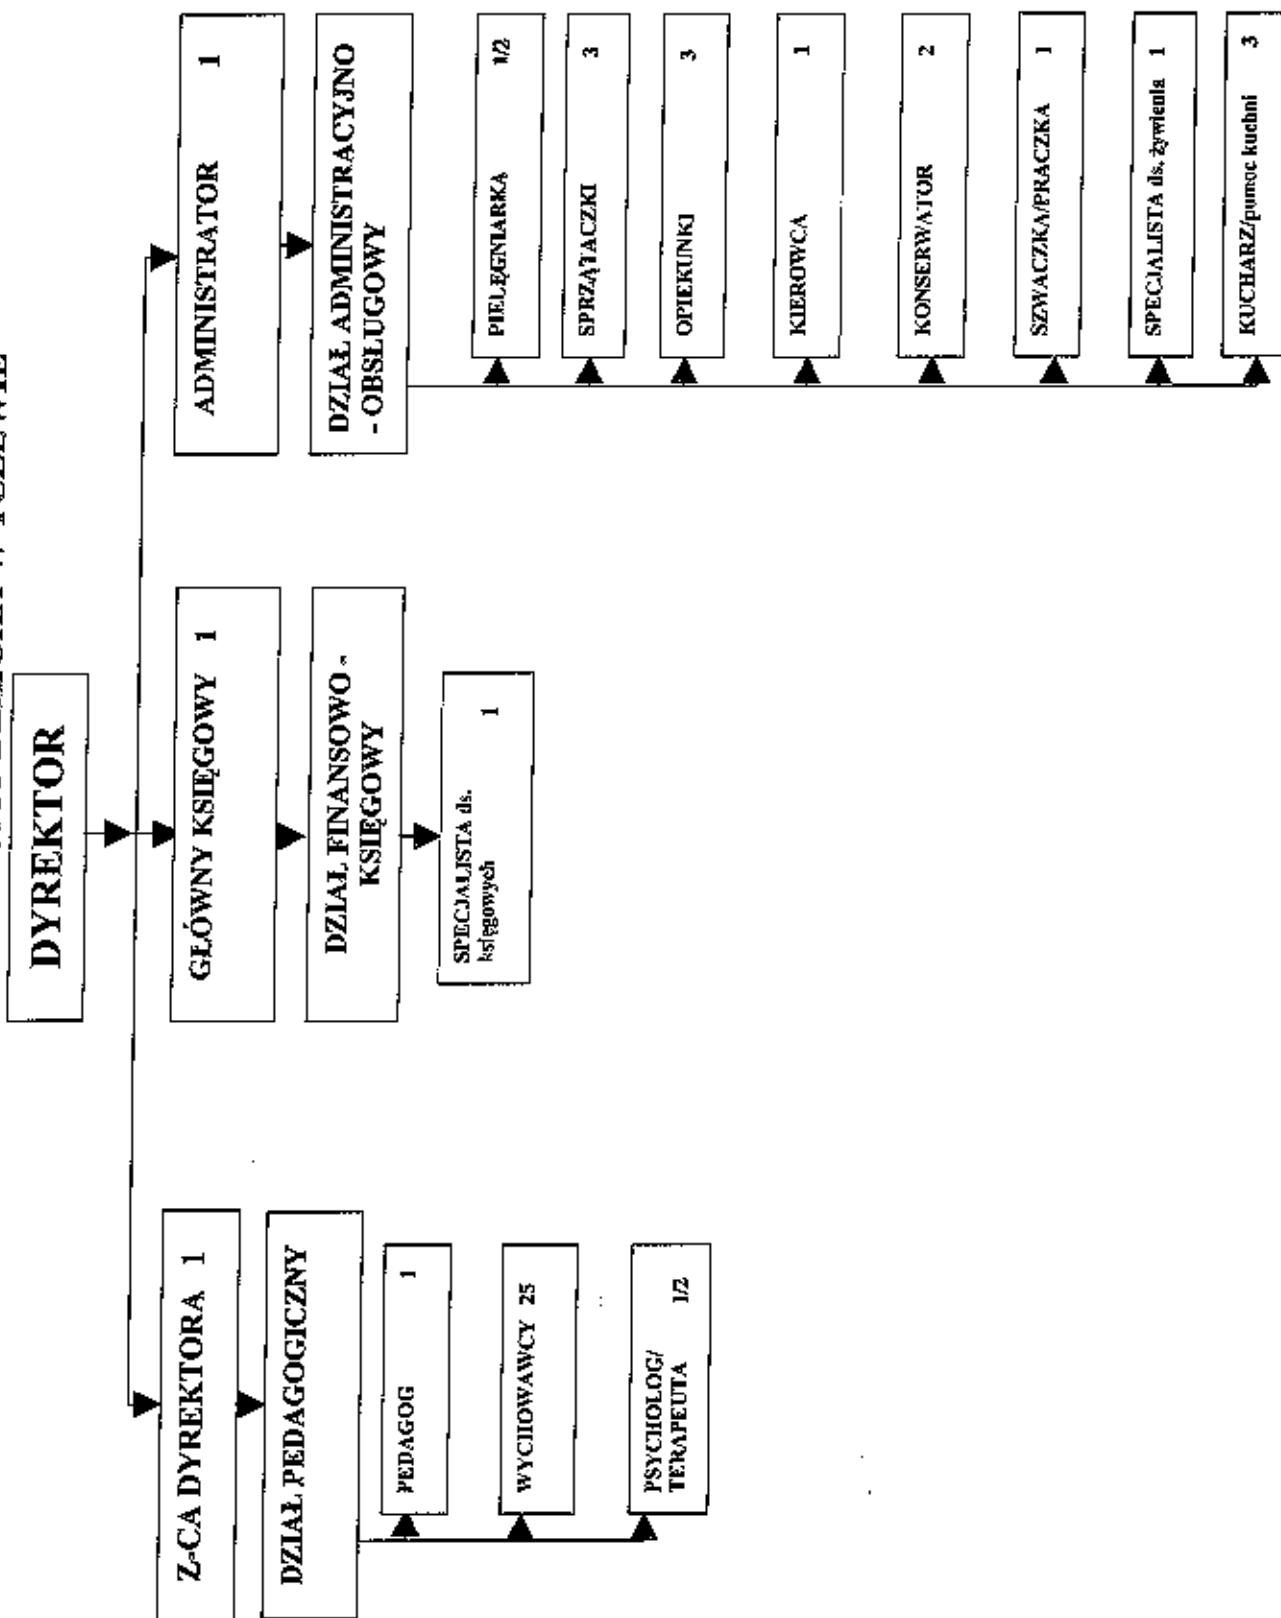 DYREKTOR
Z-CA DYREKTORA 1
DZIAŁ PEDAGOGICZNY
PEDAGOG 1
WYCHOWAWCY 25
PSYCHOLOG/
TERAPEUTA 1/2
GŁÓWNY KSIĘGOWY 1
DZIAŁ FINANSOWO -
KSIĘGOWY
SPECJALISTA ds. 1
księgowych
ADMINISTRATOR 1
DZIAŁ ADMINISTRACYJNO
- OBSŁUGOWY
PIELĘGNIARKA 1/2
SPRZĄTACZKI 3
OPIEKUNKI 3
KIEROWCA 1
KONSERWATOR 2
SZWACZKA/PRACZKA 1
SPECJALISTA ds. żywienia 1
KUCHARZ/pomoc kuchni 3